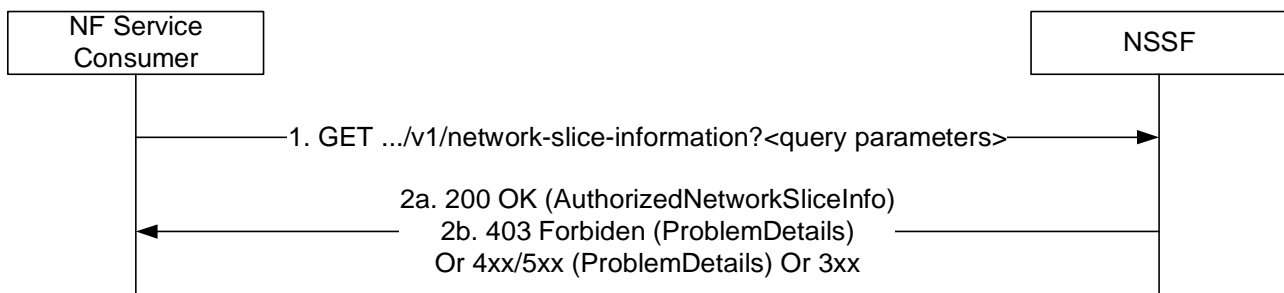 NF Service
Consumer
NSSF
1. GET .../v1/network-slice-information?<query parameters>
2a. 200 OK (AuthorizedNetworkSliceInfo)
2b. 403 Forbiden (ProblemDetails)
Or 4xx/5xx (ProblemDetails) Or 3xx